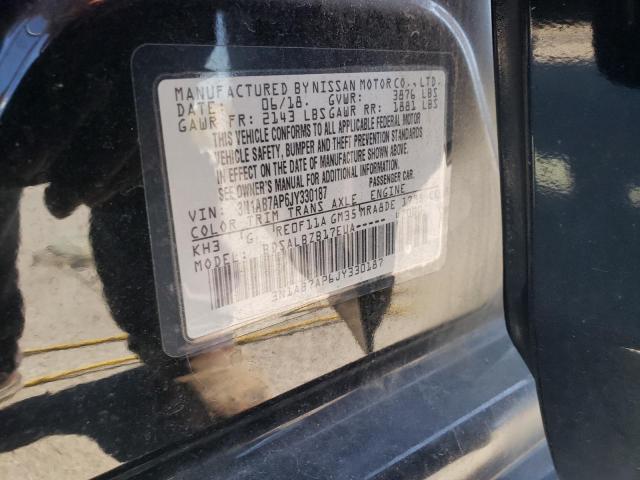 MANUFACTURED BY NISSAN MOTOR CO., LTD.
DATE: 06/18. GVWR: 3876 LBS
GAWR FR: 2143 LBS GAWR RR: 1881 LBS
THIS VEHICLE CONFORMS TO ALL APPLICABLE FEDERAL MOTOR
VEHICLE SAFETY, BUMPER AND THEFT PREVENTION STANDARDS
IN EFFECT ON THE DATE OF MANUFACTURE SHOWN ABOVE.
SEE OWNER'S MANUAL FOR ADDITIONAL INFORMATION.
VIN : 3N1AB7AP6JY330187 PASSENGER CAR.
COLOR TRIM TRANS AXLE ENGINE
KH3 G RE0F11A GM35 MRA8DE
MODEL:
3N1AB7AP6JY330187